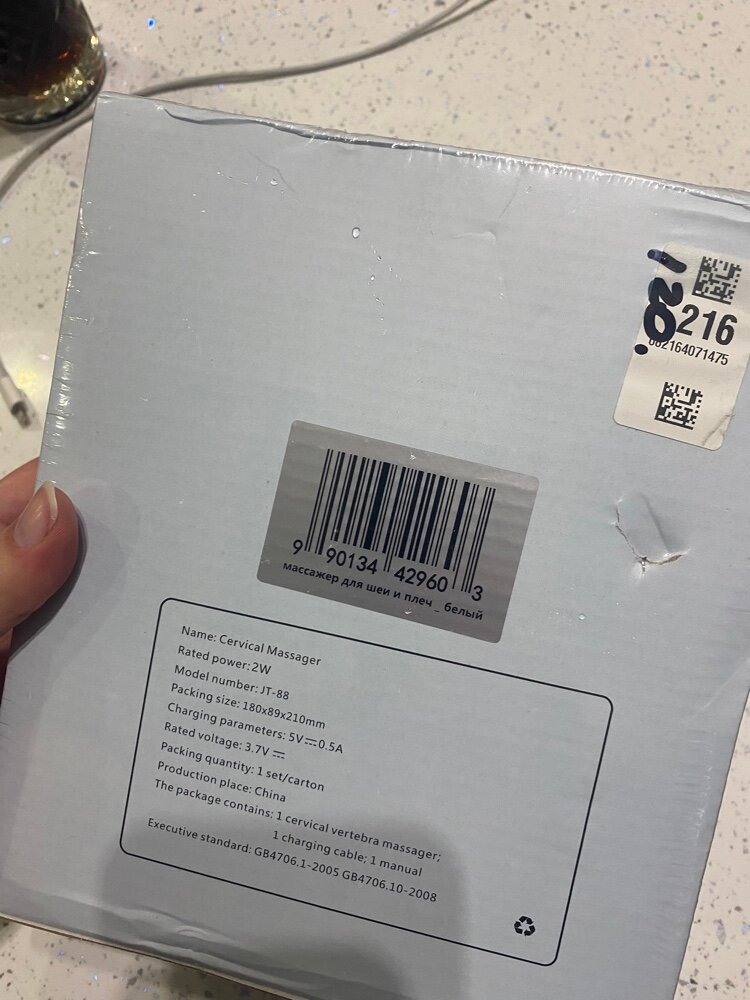 120.
216
9 90134 42960 3
массажер для шеи и плеч _ белый
Name: Cervical Massager
Rated power: 2W
Model number: JT-88
Packing size: 180x89x210mm
Charging parameters: 5V⎓0.5A
Rated voltage: 3.7V ⎓
Packing quantity: 1 set/carton
Production place: China
The package contains: 1 cervical vertebra massager;
1 charging cable; 1 manual
Executive standard: GB4706.1-2005 GB4706.10-2008